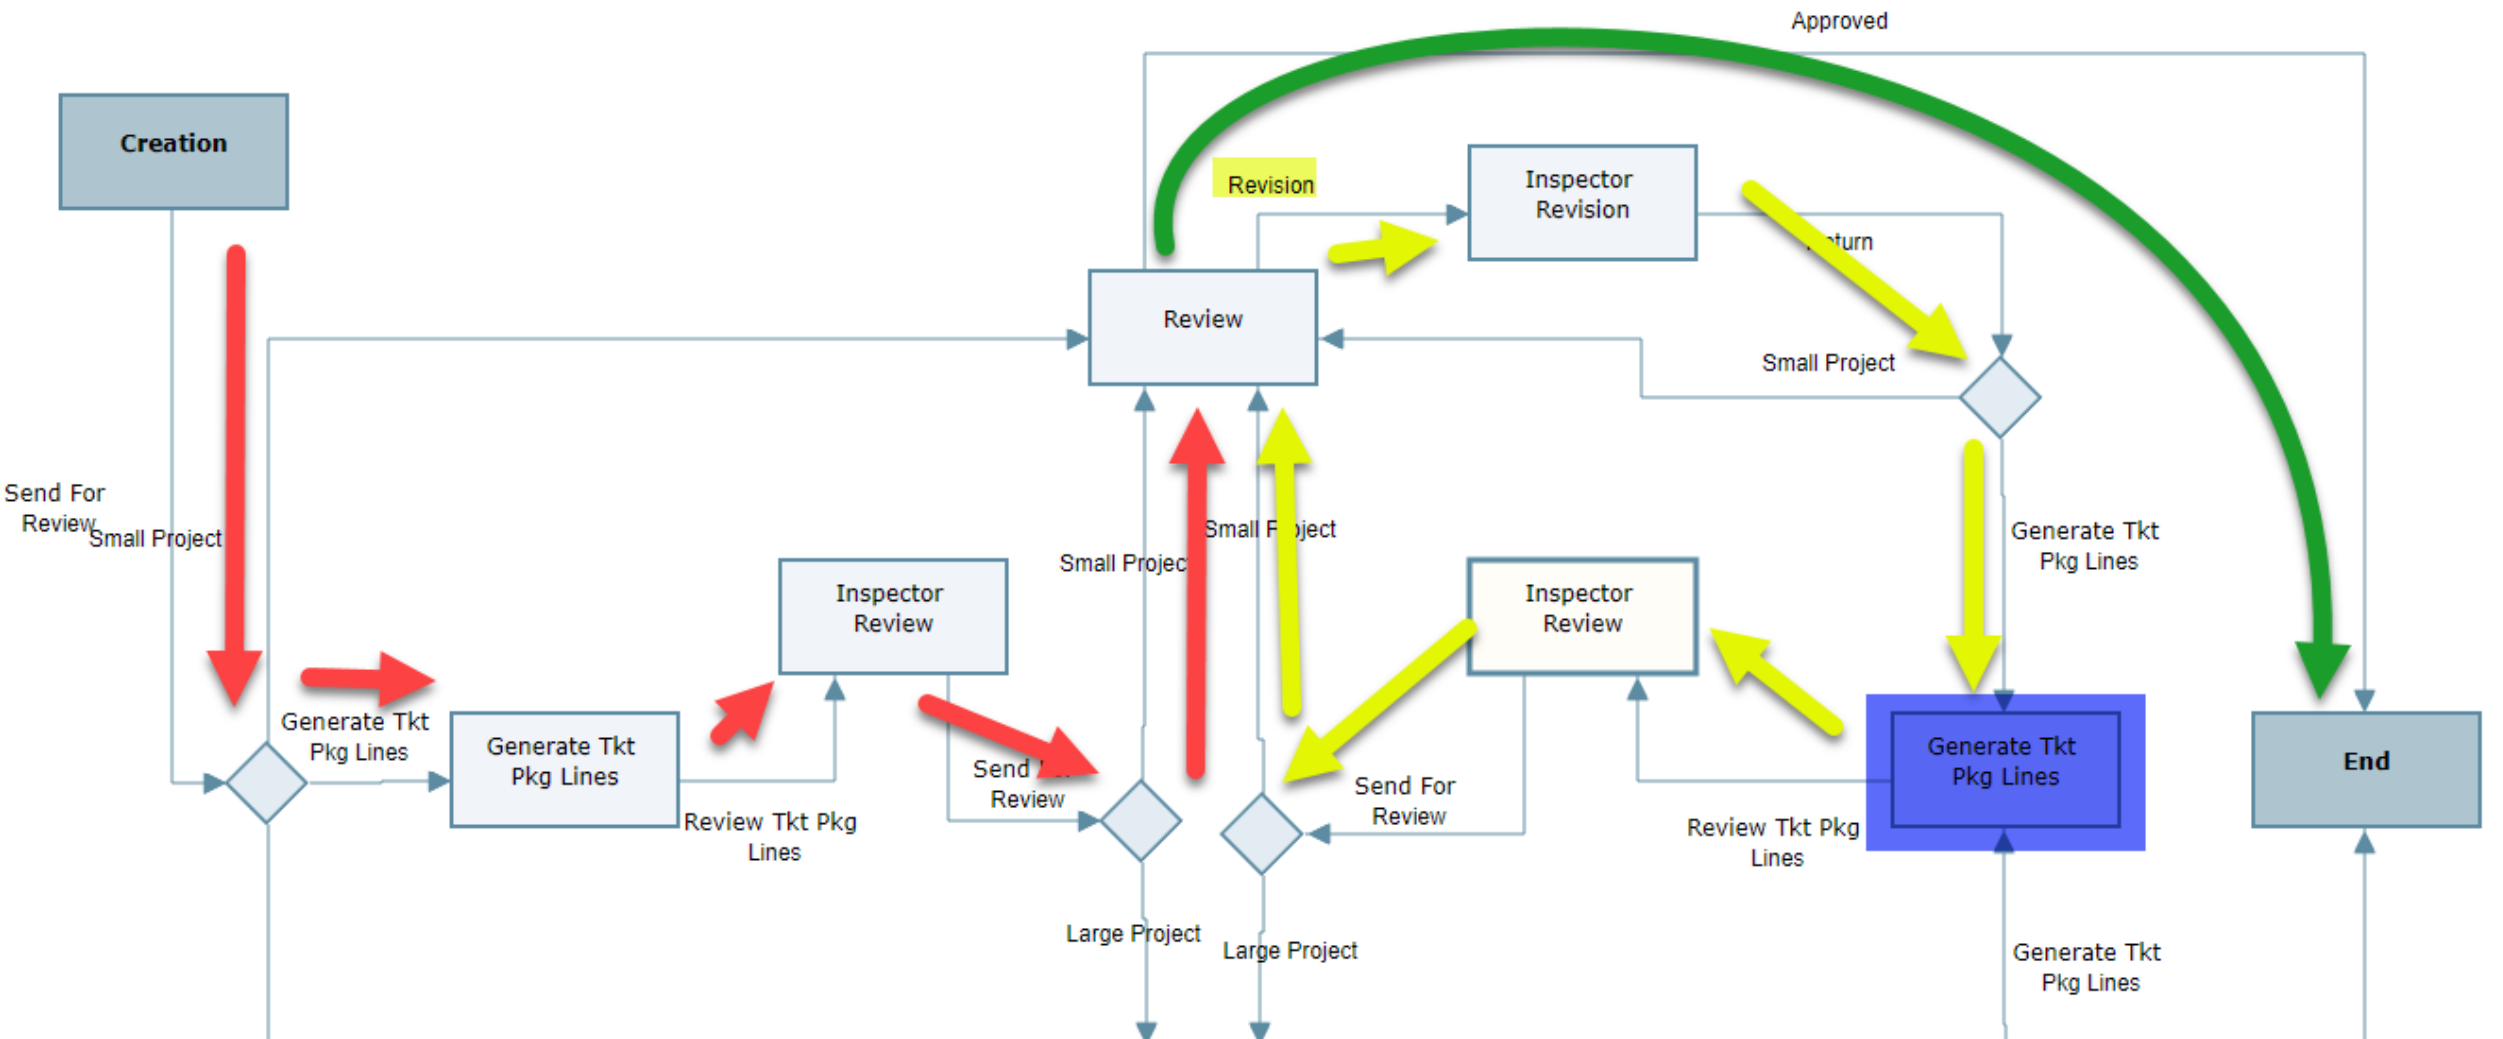 Approved
Creation
Revision
Inspector
Revision
Review
Small Project
Send For
Review
Small Project
Small Project
Generate Tkt
Pkg Lines
Inspector
Review
Inspector
Review
Generate Tkt
Pkg Lines
Generate Tkt
Pkg Lines
Send
Review
Send For
Review
Generate Tkt
Pkg Lines
End
Review Tkt Pkg
Lines
Review Tkt Pkg
Lines
Large Project
Large Project
Generate Tkt
Pkg Lines